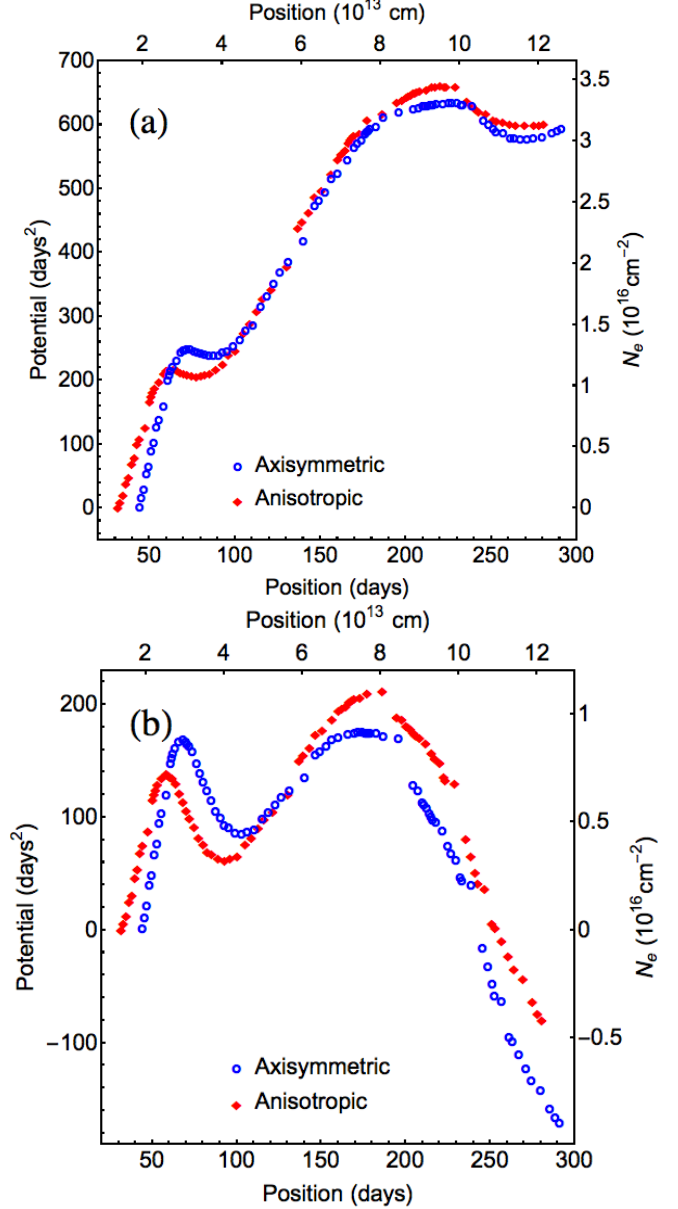 Position (10¹³ cm)
2 4 6 8 10 12
700
600
500
400
300
200
100
0
Potential (days²)
(a)
3.5
3
2.5
2
1.5
1
0.5
0
Nₑ (10¹⁶cm⁻²)
Axisymmetric
Anisotropic
50 100 150 200 250 300
Position (days)
Position (10¹³ cm)
2 4 6 8 10 12
200
100
0
−100
Potential (days²)
(b)
1
0.5
0
−0.5
Nₑ (10¹⁶cm⁻²)
Axisymmetric
Anisotropic
50 100 150 200 250 300
Position (days)